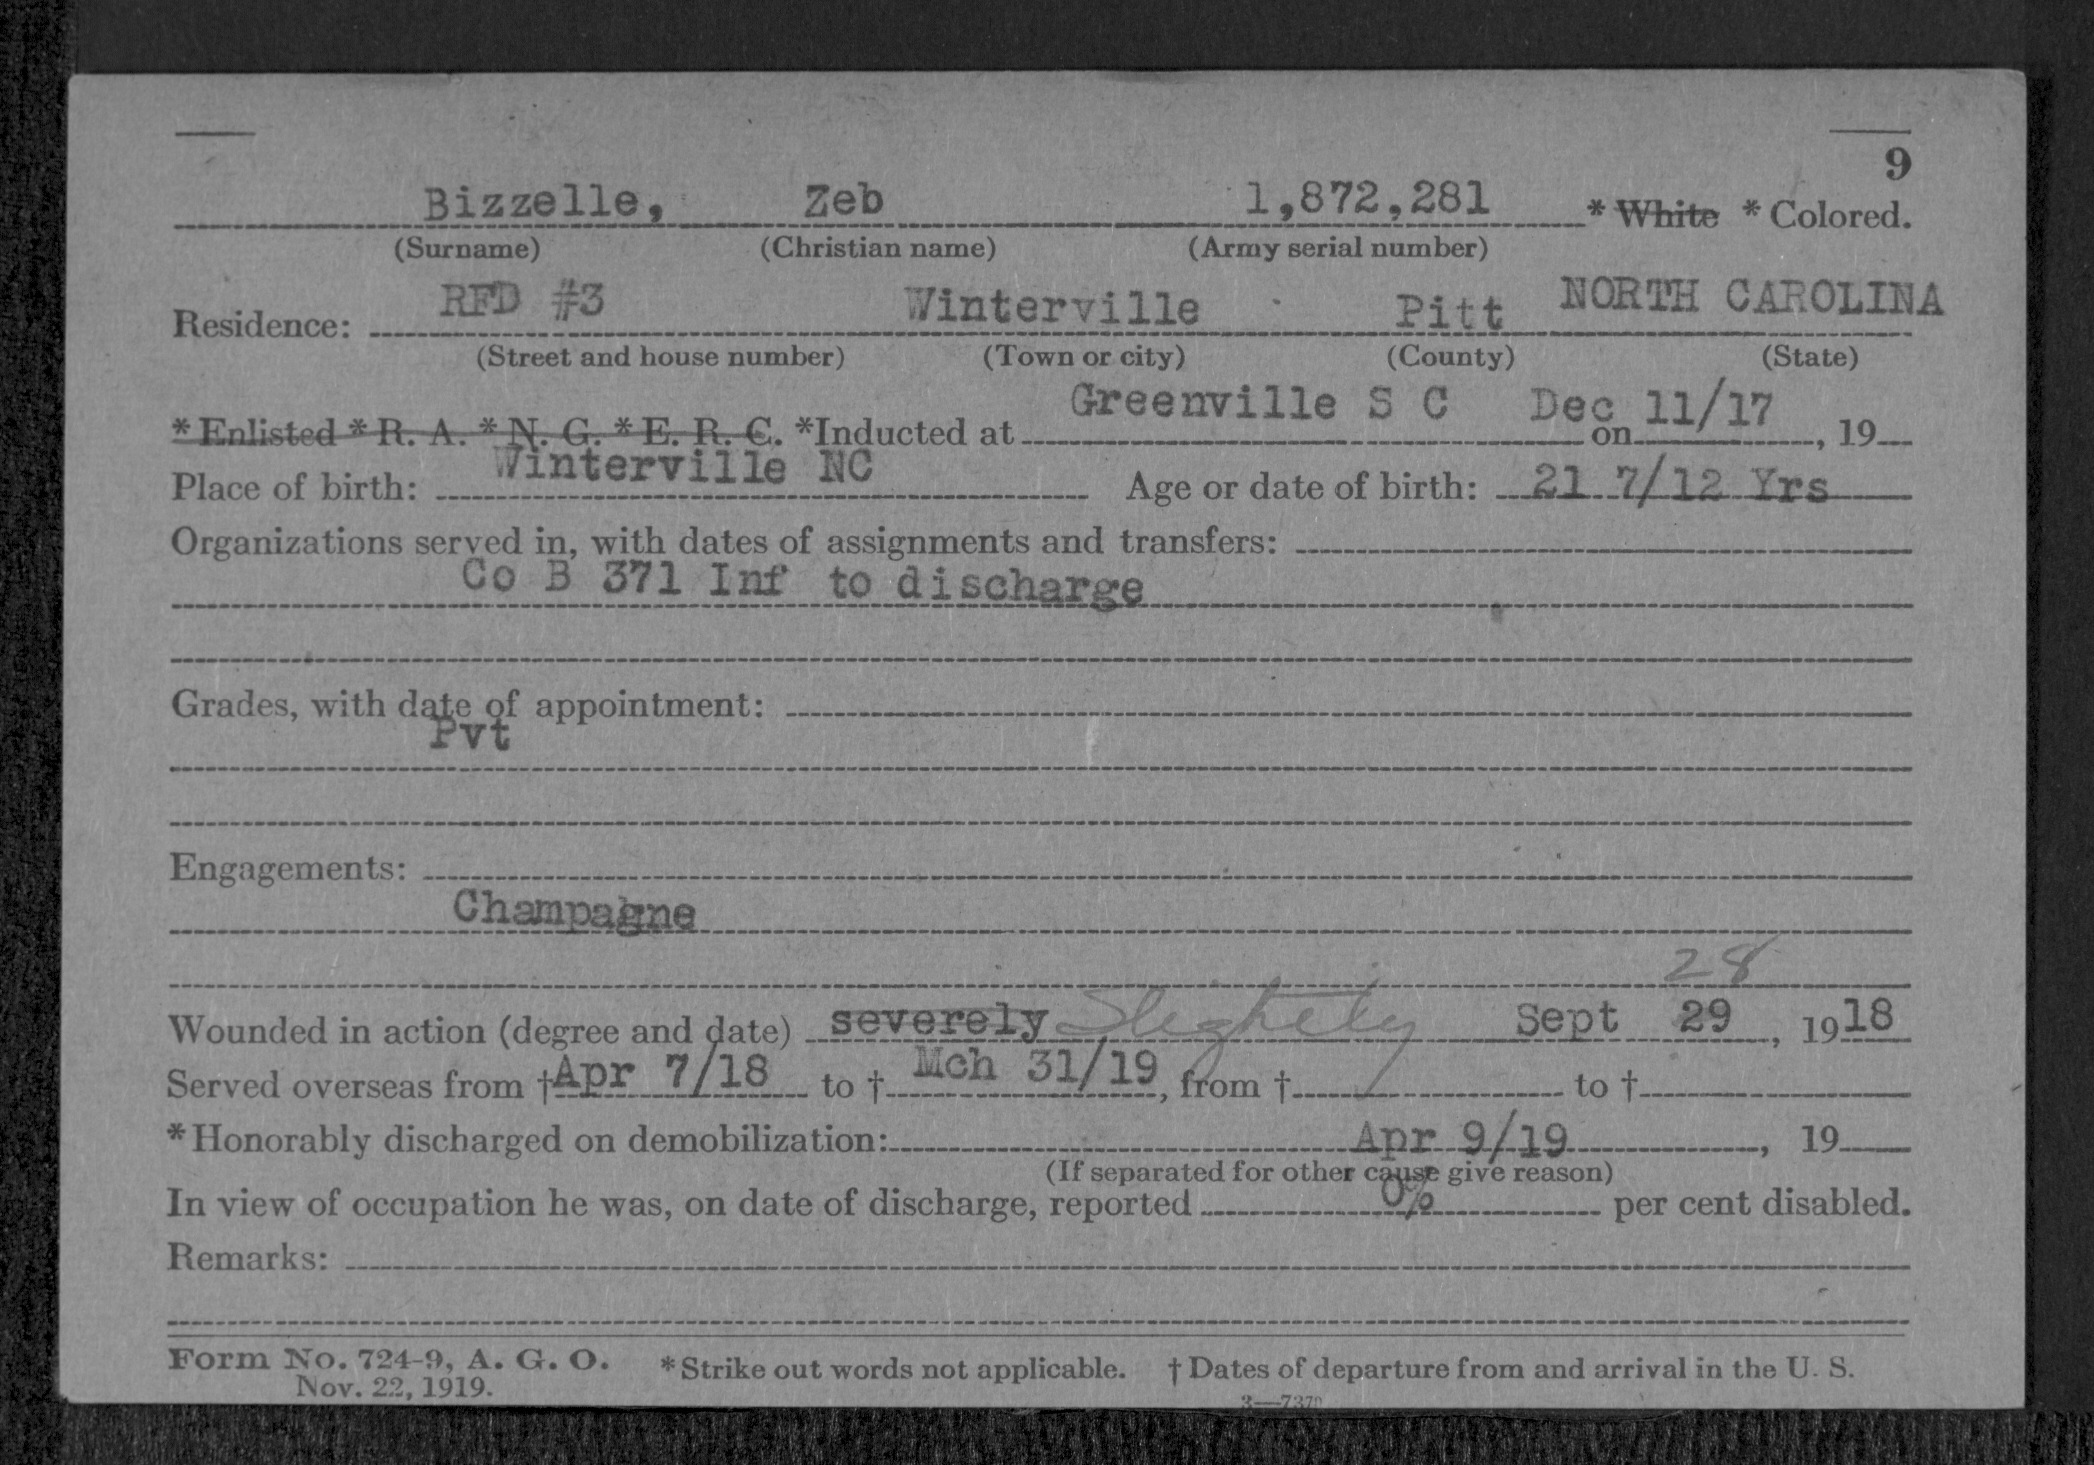 9
Bizzelle, Zeb 1,872,281 * White * Colored.
(Surname) (Christian name) (Army serial number)
Residence: RFD #3 Winterville Pitt NORTH CAROLINA
(Street and house number) (Town or city) (County) (State)
*Enlisted *R. A. *N. G. *E. R. C. *Inducted at Greenville S C on Dec 11/17, 19
Place of birth: Winterville NC Age or date of birth: 21 7/12 Yrs
Organizations served in, with dates of assignments and transfers:
Co B 371 Inf to discharge
Grades, with date of appointment:
Pvt
Engagements:
Champagne
28
Wounded in action (degree and date) severely Slightely Sept 29, 1918
Served overseas from †Apr 7/18 to † Mch 31/19, from † to †
*Honorably discharged on demobilization: Apr 9/19, 19
(If separated for other cause give reason)
In view of occupation he was, on date of discharge, reported 0% per cent disabled.
Remarks:
Form No. 724-9, A. G. O. *Strike out words not applicable. † Dates of departure from and arrival in the U. S.
Nov. 22, 1919.